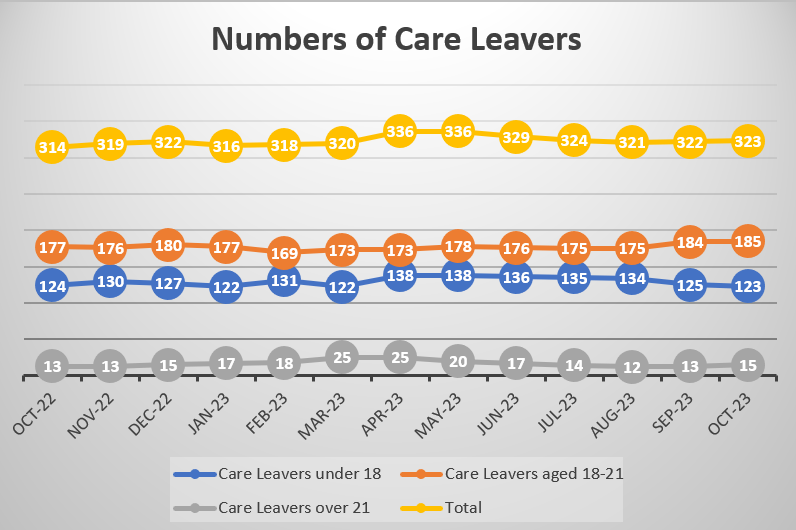 Numbers of Care Leavers
314 319 322 316 318 320 336 336 329 324 321 322 323
177 176 180 177 169 173 173 178 176 175 175 184 185
124 130 127 122 131 122 138 138 136 135 134 125 123
13 13 15 17 18 25 25 20 17 14 12 13 15
OCT-22 NOV-22 DEC-22 JAN-23 FEB-23 MAR-23 APR-23 MAY-23 JUN-23 JUL-23 AUG-23 SEP-23 OCT-23
Care Leavers under 18 Care Leavers aged 18-21
Care Leavers over 21 Total